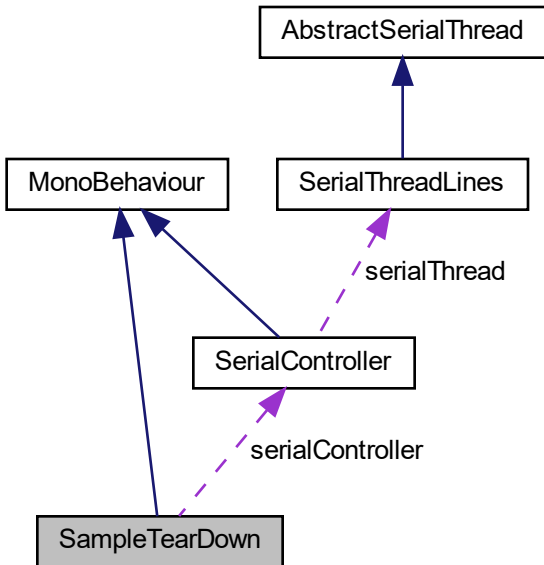 AbstractSerialThread
MonoBehaviour
SerialThreadLines
serialThread
SerialController
serialController
SampleTearDown